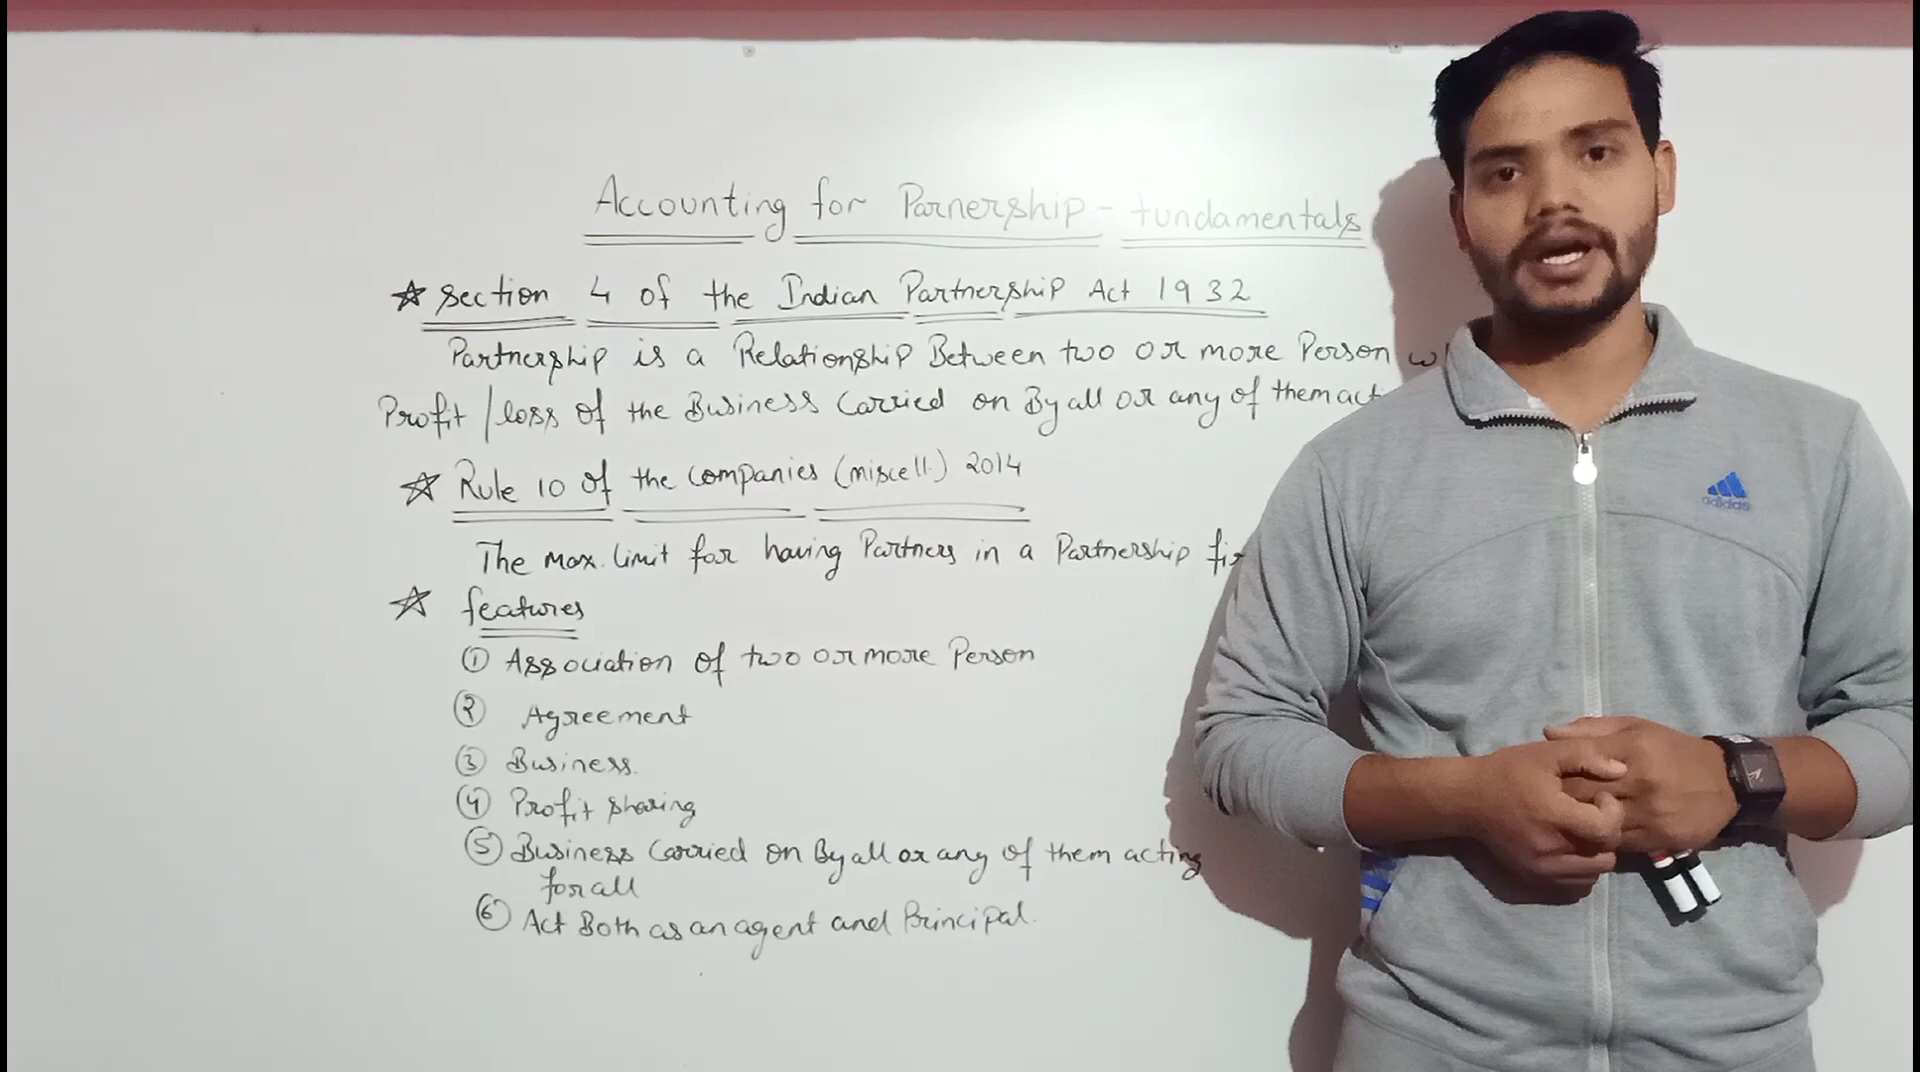 Accounting for Parnership - fundamentals
☆ Section 4 of the Indian Partnership Act 1932
Partnership is a Relationship Between two or more Person
Profit / loss of the Business Carried on By all or any of them
☆ Rule 10 of the companies (miscell.) 2014
The max. limit for having Partners in a Partnership
☆ features
① Association of two or more Person
② Agreement
③ Business.
④ Profit sharing
⑤ Business Carried on By all or any of them acting
for all
⑥ Act Both as an agent and Principal.
adidas